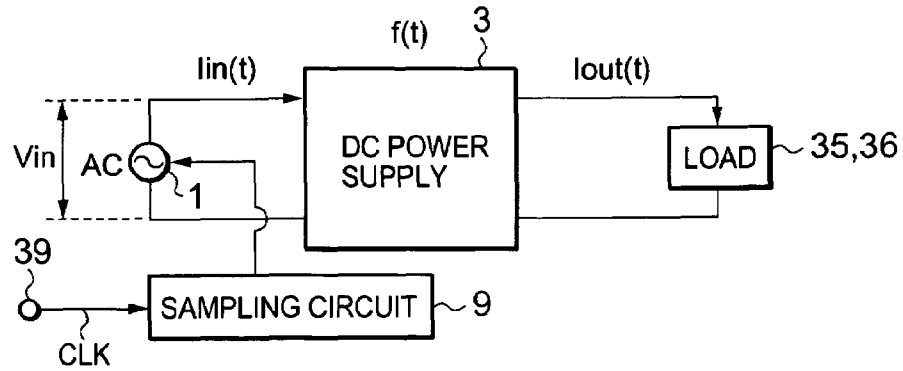 f(t)
3
Iin(t)
Iout(t)
Vin
AC
1
DC POWER
SUPPLY
LOAD
35,36
39
SAMPLING CIRCUIT
9
CLK